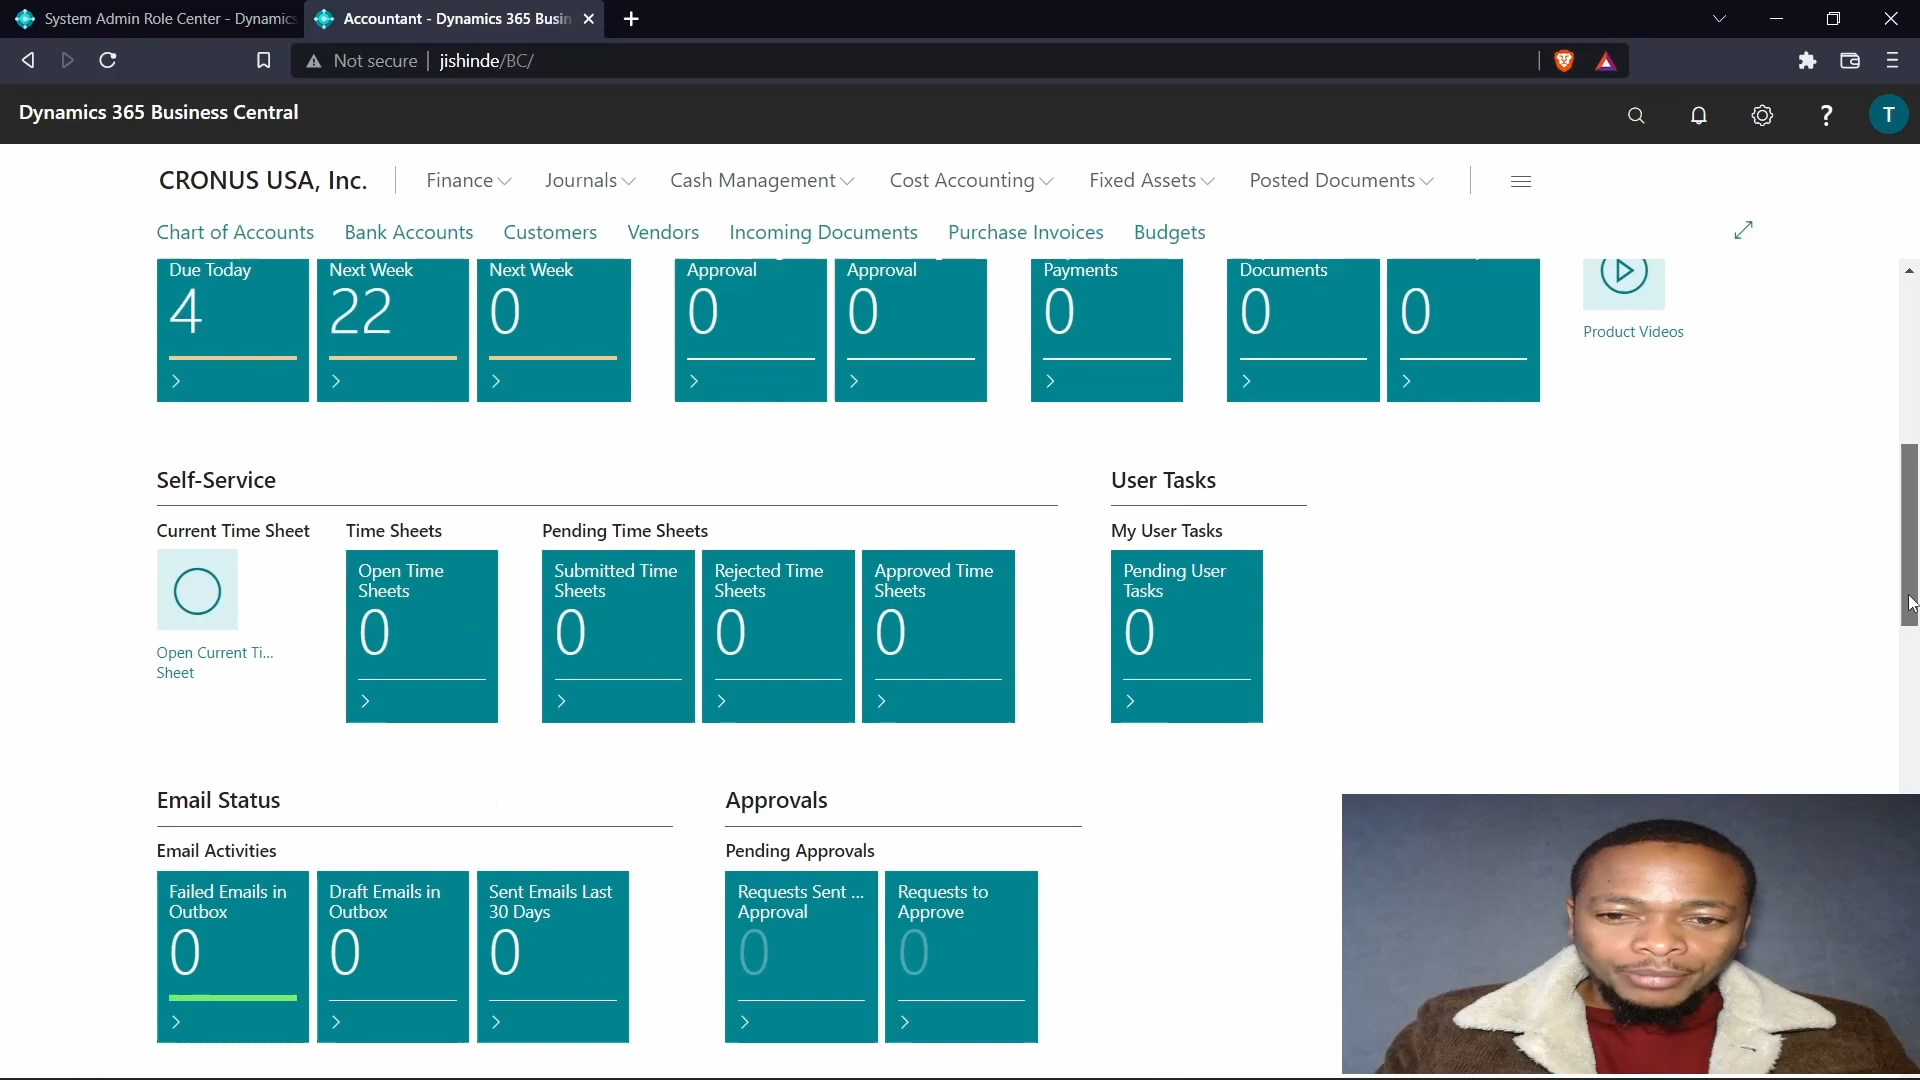 System Admin Role Center - Dynamics
Accountant - Dynamics 365 Busin
Not secure
jishinde/BC/
Dynamics 365 Business Central
?
T
CRONUS USA, Inc.
Finance
Journals
Cash Management
Cost Accounting
Fixed Assets
Posted Documents
Chart of Accounts
Bank Accounts
Customers
Vendors
Incoming Documents
Purchase Invoices
Budgets
Due Today
4
Next Week
22
Next Week
0
Approval
0
Approval
0
Payments
0
Documents
0
0
Product Videos
Self-Service
User Tasks
Current Time Sheet
Open Current Ti...
Sheet
Time Sheets
Open Time
Sheets
0
Pending Time Sheets
Submitted Time
Sheets
0
Rejected Time
Sheets
0
Approved Time
Sheets
0
My User Tasks
Pending User
Tasks
0
Email Status
Approvals
Email Activities
Failed Emails in
Outbox
0
Draft Emails in
Outbox
0
Sent Emails Last
30 Days
0
Pending Approvals
Requests Sent ...
Approval
0
Requests to
Approve
0